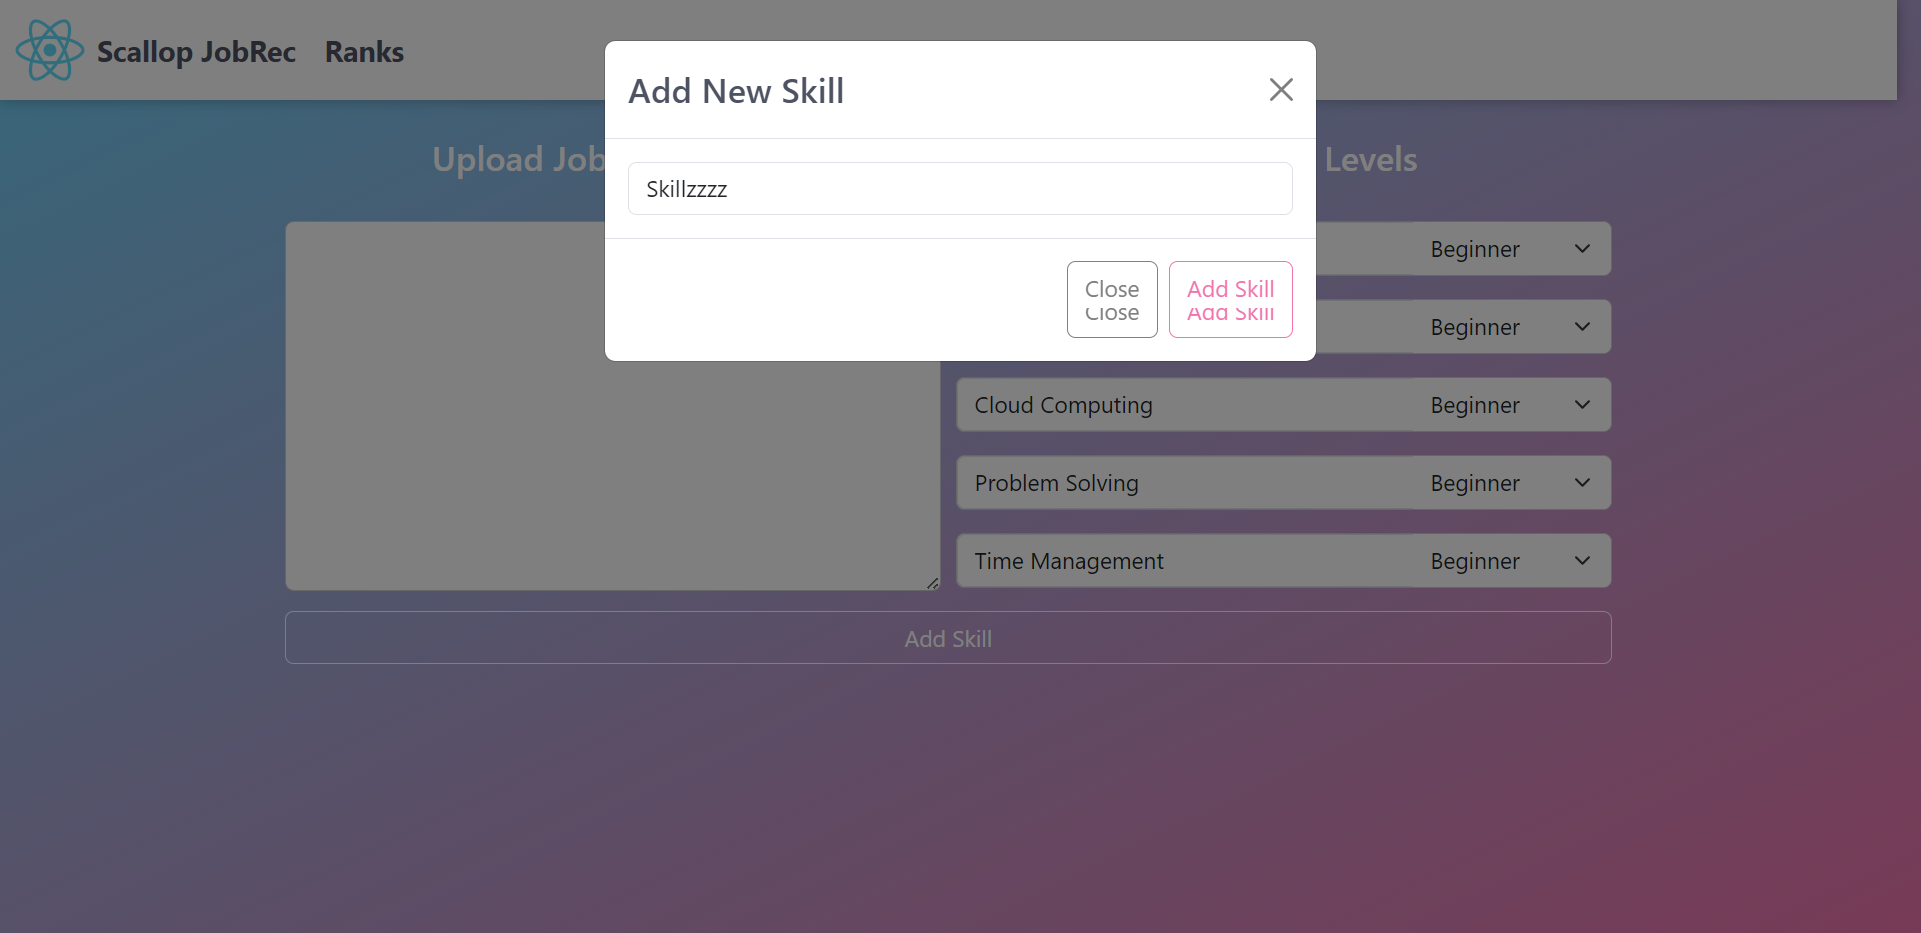 Scallop JobRec Ranks
Add New Skill
Upload Job
Levels
Skillzzzz
Beginner
Close Add Skill
Close Add Skill
Beginner
Cloud Computing Beginner
Problem Solving Beginner
Time Management Beginner
Add Skill